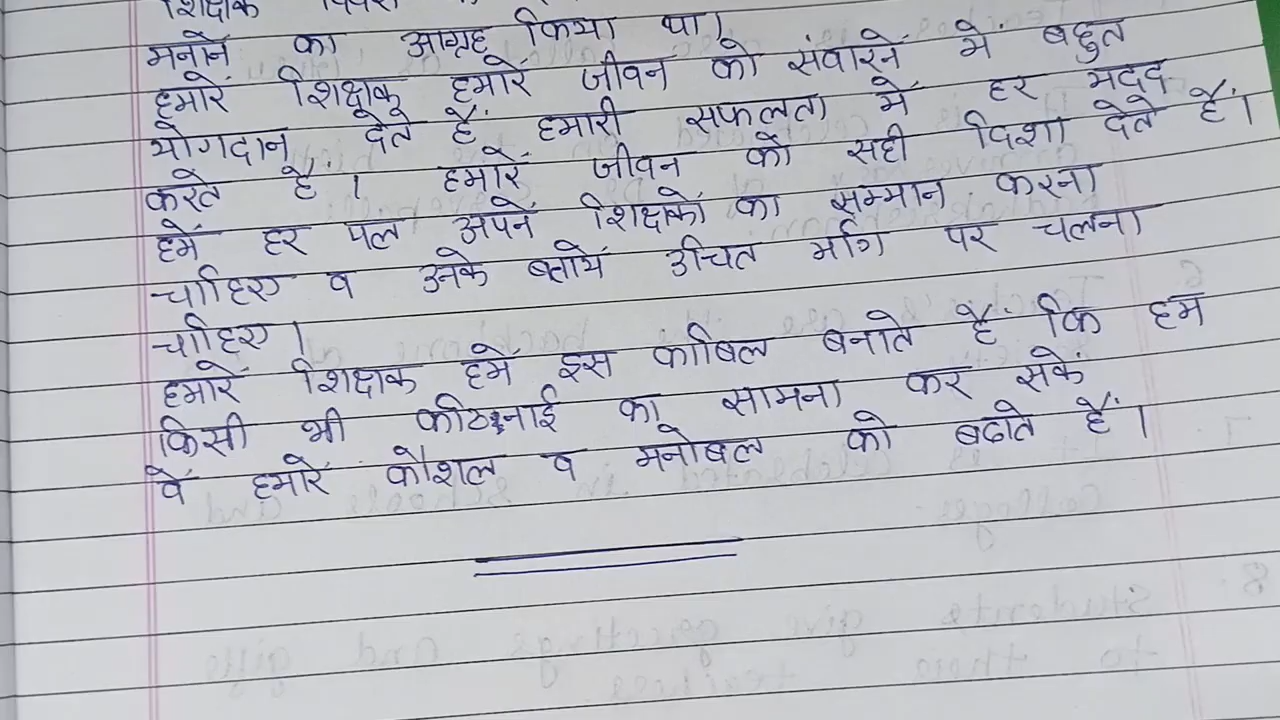 शिक्षक दिवस
मनाने का आग्रह किया था।
हमारें शिक्षक हमारें जीवन को संवारनें में बहुत
योगदान देते हैं हमारी सफलता में हर मदद
करते हैं । हमारें जीवन को सही दिशा देते हैं।
हमें हर पल अपनें शिक्षकों का सम्मान करना
चाहिए व उनके बतायें उचित मार्ग पर चलना
चाहिए ।
हमारें शिक्षक हमें इस काबिल बनाते हैं कि हम
किसी भी कठिनाई का सामना कर सकें
वें हमारें कौशल व मनोबल को बढाते हैं ।